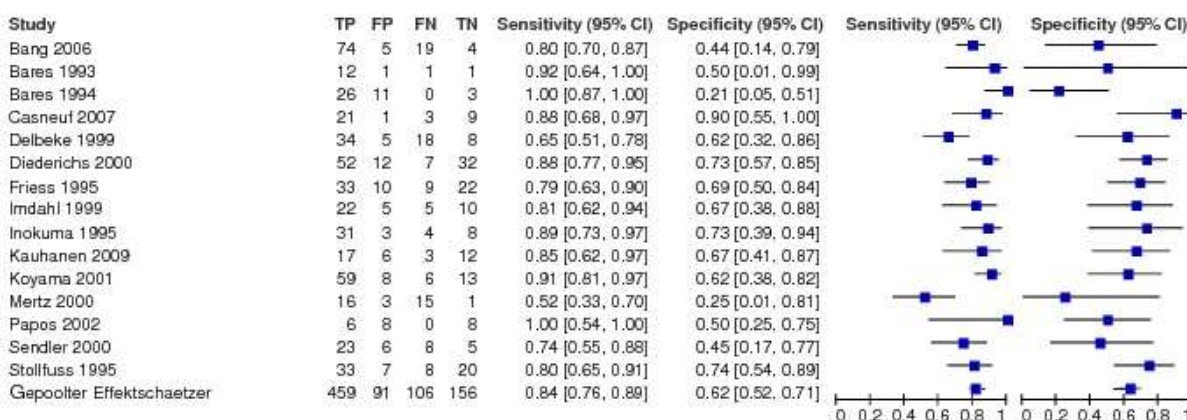 Study TP FP FN TN Sensitivity (95% CI) Specificity (95% CI) Sensitivity (95% CI) Specificity (95% CI)
Bang 2006 74 5 19 4 0.80 [0.70, 0.87] 0.44 [0.14, 0.79]
Bares 1993 12 1 1 1 0.92 [0.64, 1.00] 0.50 [0.01, 0.99]
Bares 1994 26 11 0 3 1.00 [0.87, 1.00] 0.21 [0.05, 0.51]
Casneuf 2007 21 1 3 9 0.88 [0.68, 0.97] 0.90 [0.55, 1.00]
Delbeke 1999 34 5 18 8 0.65 [0.51, 0.78] 0.62 [0.32, 0.86]
Diederichs 2000 52 12 7 32 0.88 [0.77, 0.95] 0.73 [0.57, 0.85]
Friess 1995 33 10 9 22 0.79 [0.63, 0.90] 0.69 [0.50, 0.84]
Imdahl 1999 22 5 5 10 0.81 [0.62, 0.94] 0.67 [0.38, 0.88]
Inokuma 1995 31 3 4 8 0.89 [0.73, 0.97] 0.73 [0.39, 0.94]
Kauhanen 2009 17 6 3 12 0.85 [0.62, 0.97] 0.67 [0.41, 0.87]
Koyama 2001 59 8 6 13 0.91 [0.81, 0.97] 0.62 [0.38, 0.82]
Mertz 2000 16 3 15 1 0.52 [0.33, 0.70] 0.25 [0.01, 0.81]
Papos 2002 6 8 0 8 1.00 [0.54, 1.00] 0.50 [0.25, 0.75]
Sendler 2000 23 6 8 5 0.74 [0.55, 0.88] 0.45 [0.17, 0.77]
Stollfuss 1995 33 7 8 20 0.80 [0.65, 0.91] 0.74 [0.54, 0.89]
Gepoolter Effektschaetzer 459 91 106 156 0.84 [0.76, 0.89] 0.62 [0.52, 0.71]
0 0.2 0.4 0.6 0.8 1 0 0.2 0.4 0.6 0.8 1